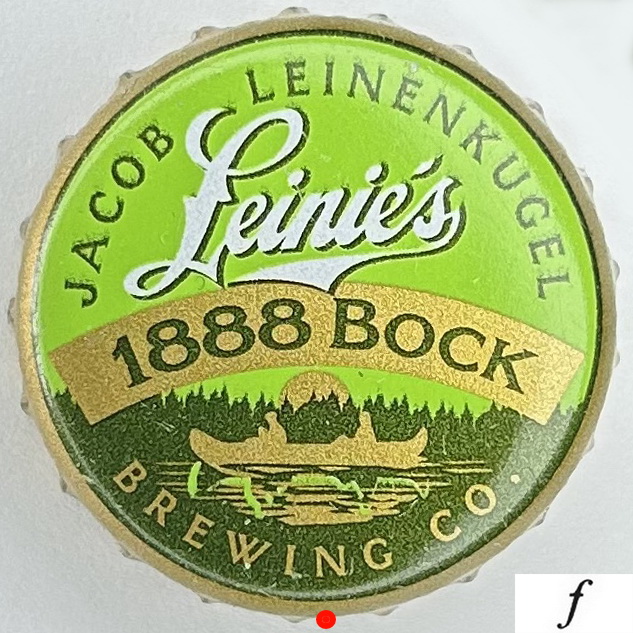 JACOB LEINENKUGEL
Leinie's
1888 BOCK
BREWING CO.
f